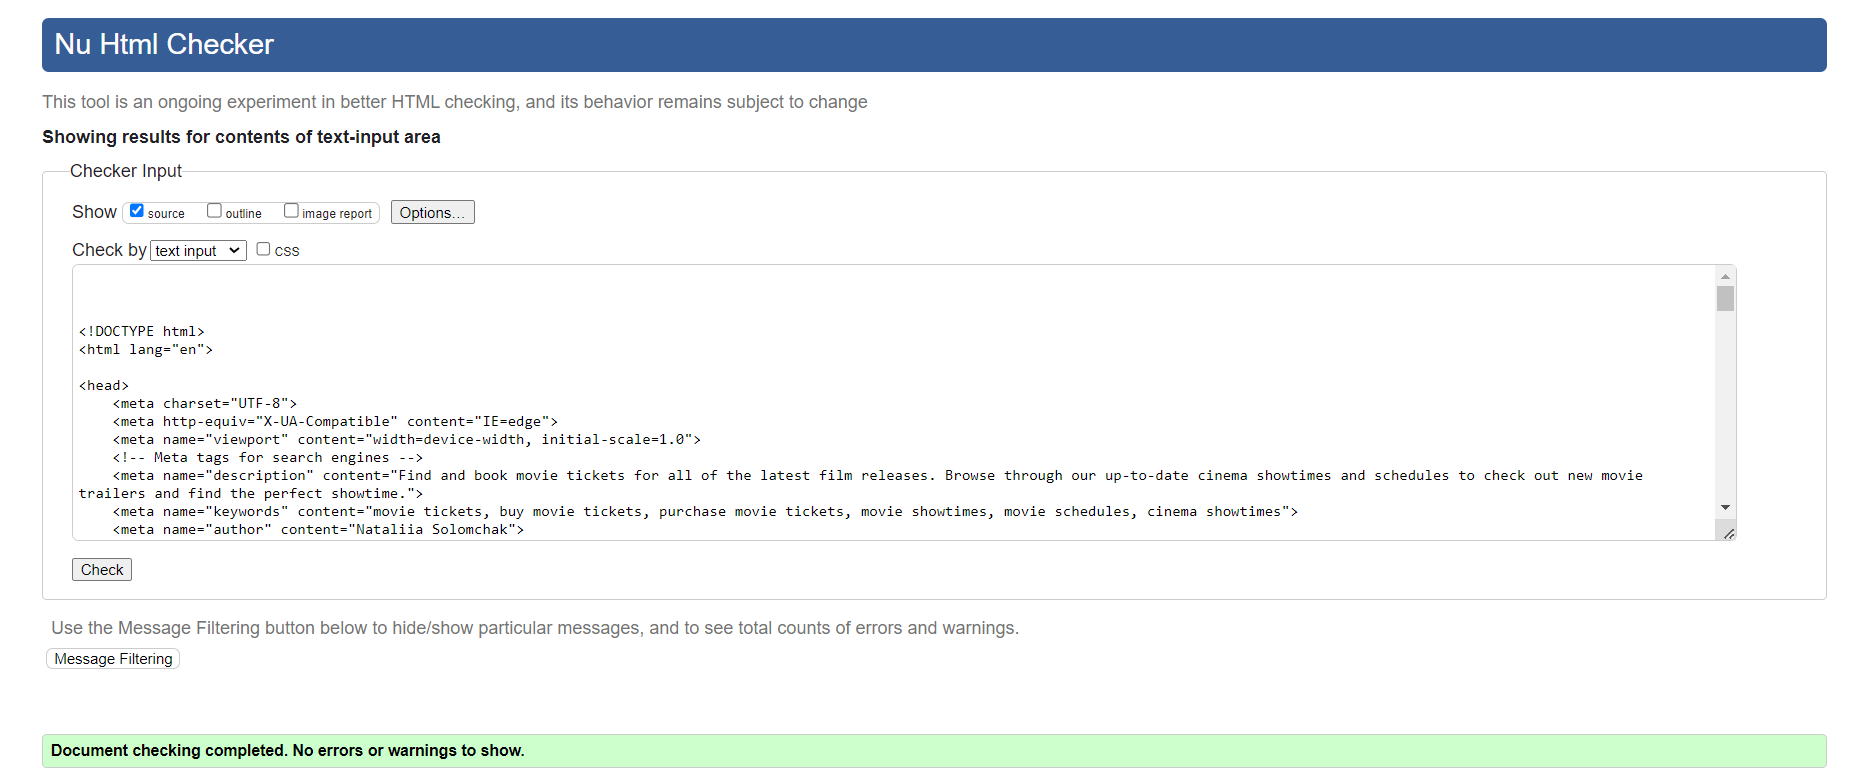 Nu Html Checker
This tool is an ongoing experiment in better HTML checking, and its behavior remains subject to change
Showing results for contents of text-input area
Checker Input
Show source outline image report Options...
Check by text input css
<!DOCTYPE html>
<html lang="en">
<head>
<meta charset="UTF-8">
<meta http-equiv="X-UA-Compatible" content="IE=edge">
<meta name="viewport" content="width=device-width, initial-scale=1.0">
<!-- Meta tags for search engines -->
<meta name="description" content="Find and book movie tickets for all of the latest film releases. Browse through our up-to-date cinema showtimes and schedules to check out new movie
trailers and find the perfect showtime.">
<meta name="keywords" content="movie tickets, buy movie tickets, purchase movie tickets, movie showtimes, movie schedules, cinema showtimes">
<meta name="author" content="Nataliia Solomchak">
Check
Use the Message Filtering button below to hide/show particular messages, and to see total counts of errors and warnings.
Message Filtering
Document checking completed. No errors or warnings to show.